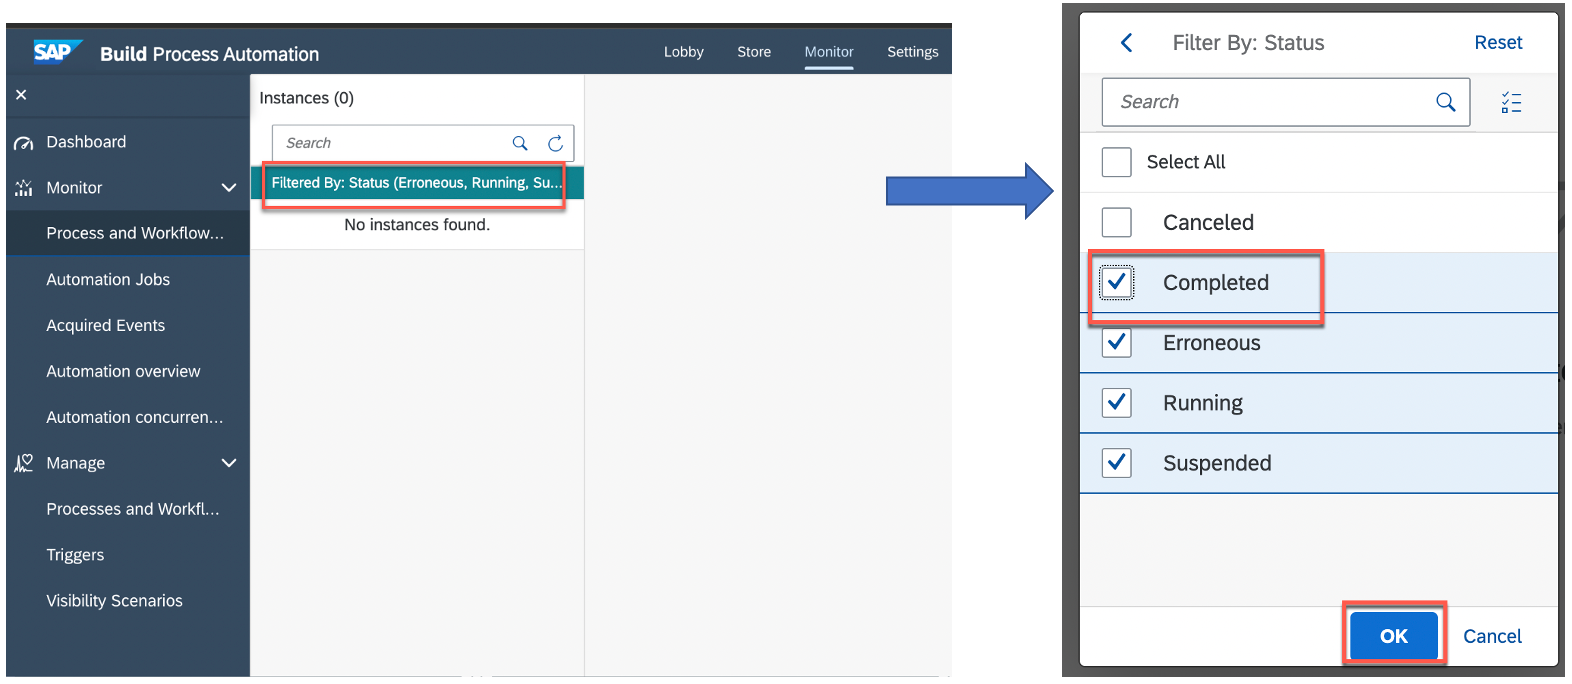 SAP Build Process Automation
Lobby Store Monitor Settings
Dashboard
Monitor
Process and Workflow...
Automation Jobs
Acquired Events
Automation overview
Automation concurren...
Manage
Processes and Workfl...
Triggers
Visibility Scenarios
Instances (0)
Search
Filtered By: Status (Erroneous, Running, Su...
No instances found.
Filter By: Status
Reset
Search
Select All
Canceled
Completed
Erroneous
Running
Suspended
OK Cancel